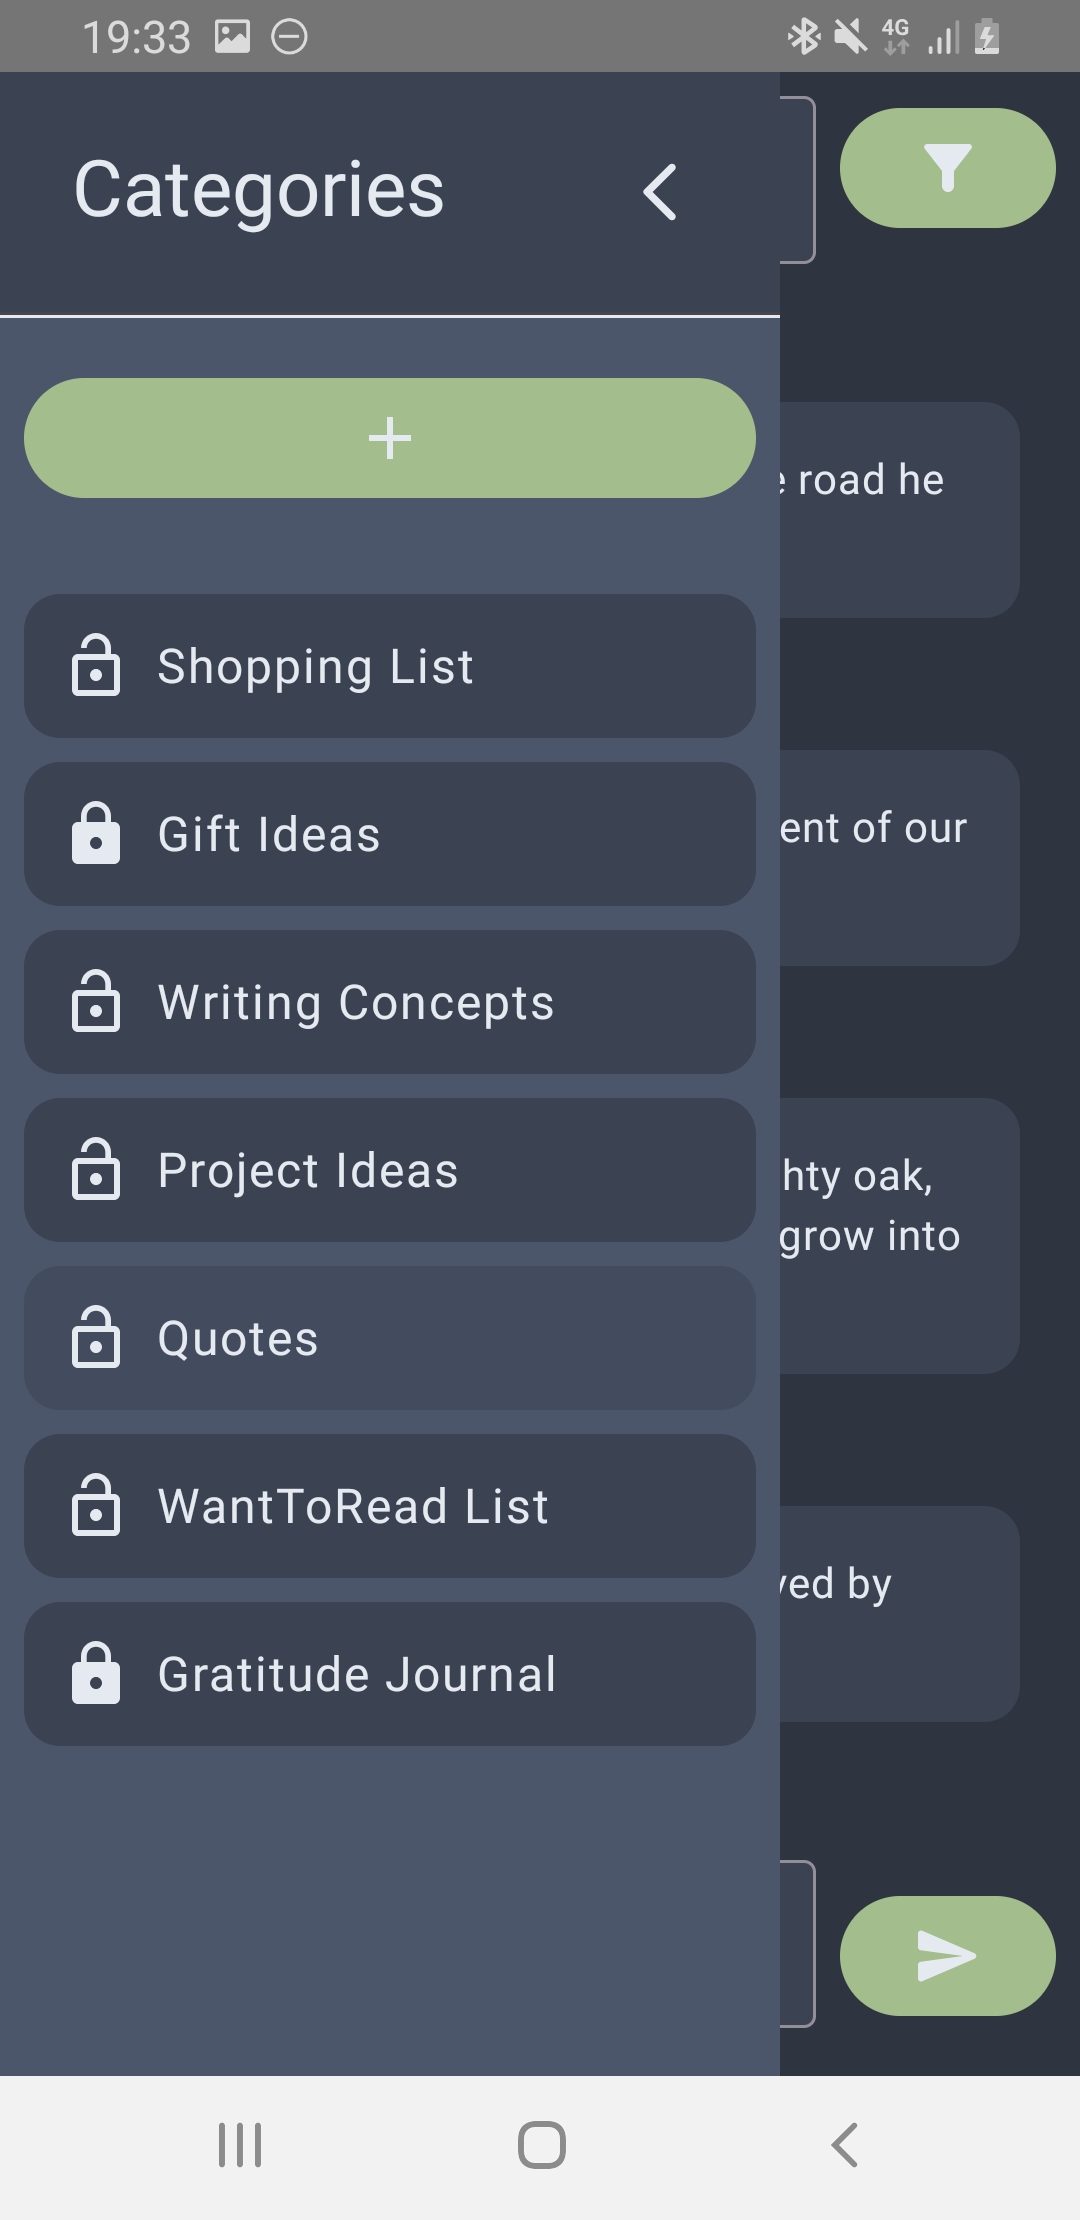 19:33
4G
Categories
road he
Shopping List
Gift Ideas
ent of our
Writing Concepts
Project Ideas
hty oak,
grow into
Quotes
WantToRead List
ved by
Gratitude Journal